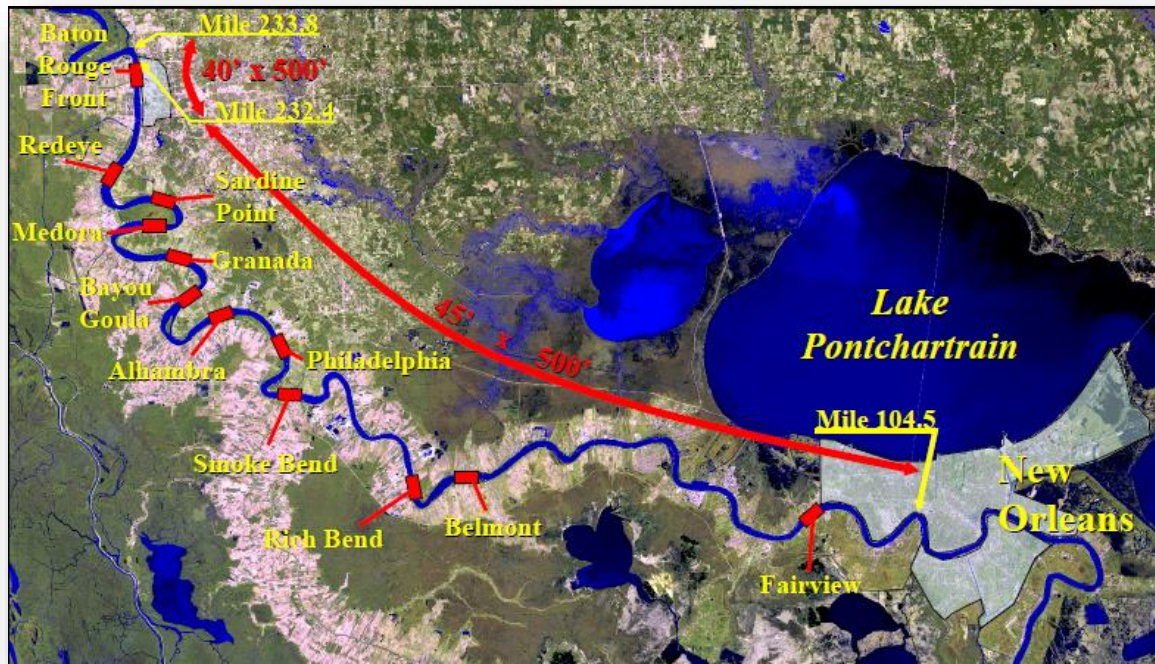 Baton
Rouge
Front
Mile 233.8
40' x 500'
Mile 232.4
Redeye
Sardine
Point
Medora
Granada
Bayou
Goula
Alhambra
Philadelphia
45' x 500'
Lake
Pontchartrain
Mile 104.5
Smoke Bend
New
Orleans
Rich Bend
Belmont
Fairview